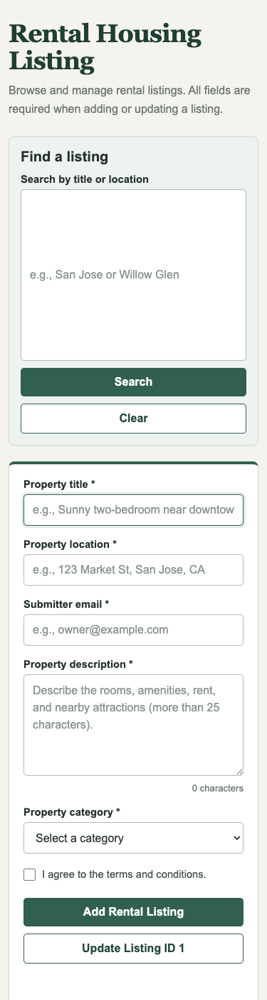 Rental Housing
Listing
Browse and manage rental listings. All fields are
required when adding or updating a listing.
Find a listing
Search by title or location
e.g., San Jose or Willow Glen
Search
Clear
Property title *
e.g., Sunny two-bedroom near downtow
Property location *
e.g., 123 Market St, San Jose, CA
Submitter email *
e.g., owner@example.com
Property description *
Describe the rooms, amenities, rent,
and nearby attractions (more than 25
characters).
0 characters
Property category *
Select a category
I agree to the terms and conditions.
Add Rental Listing
Update Listing ID 1